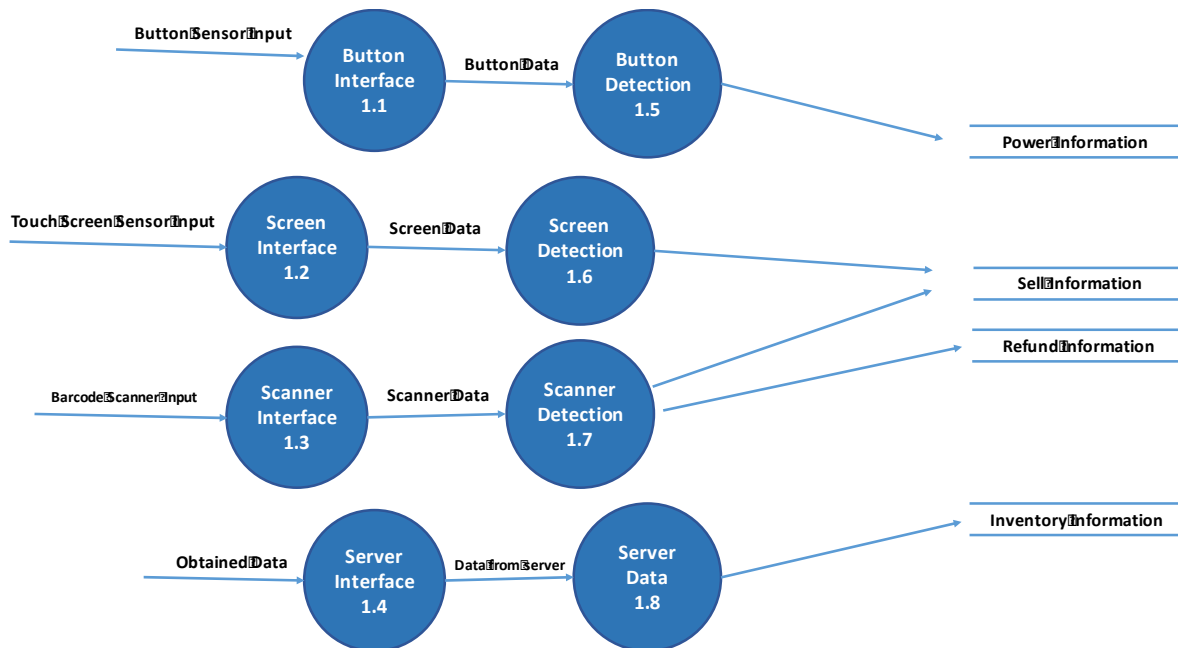 Button Sensor Input
Button
Interface
1.1
Button Data
Button
Detection
1.5
Power Information
Touch Screen Sensor Input
Screen
Interface
1.2
Screen Data
Screen
Detection
1.6
Sell Information
Refund Information
Barcode Scanner Input
Scanner
Interface
1.3
Scanner Data
Scanner
Detection
1.7
Inventory Information
Obtained Data
Server
Interface
1.4
Data from server
Server
Data
1.8